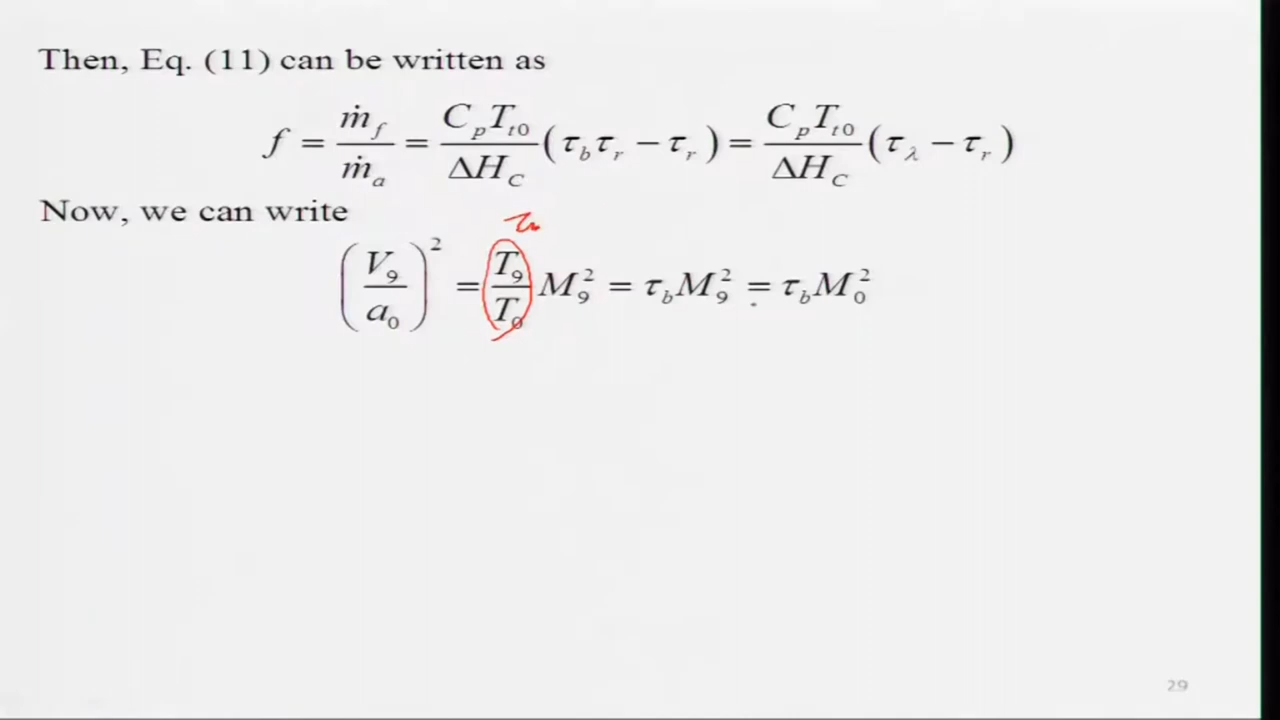 Then, Eq. (11) can be written as
f = ṁ_f / ṁ_a = C_p T_t0 / ΔH_C (τ_b τ_r − τ_r) = C_p T_t0 / ΔH_C (τ_λ − τ_r)
Now, we can write
(V_9 / a_0)^2 = T_9 / T_0 M_9^2 = τ_b M_9^2 = τ_b M_0^2
29